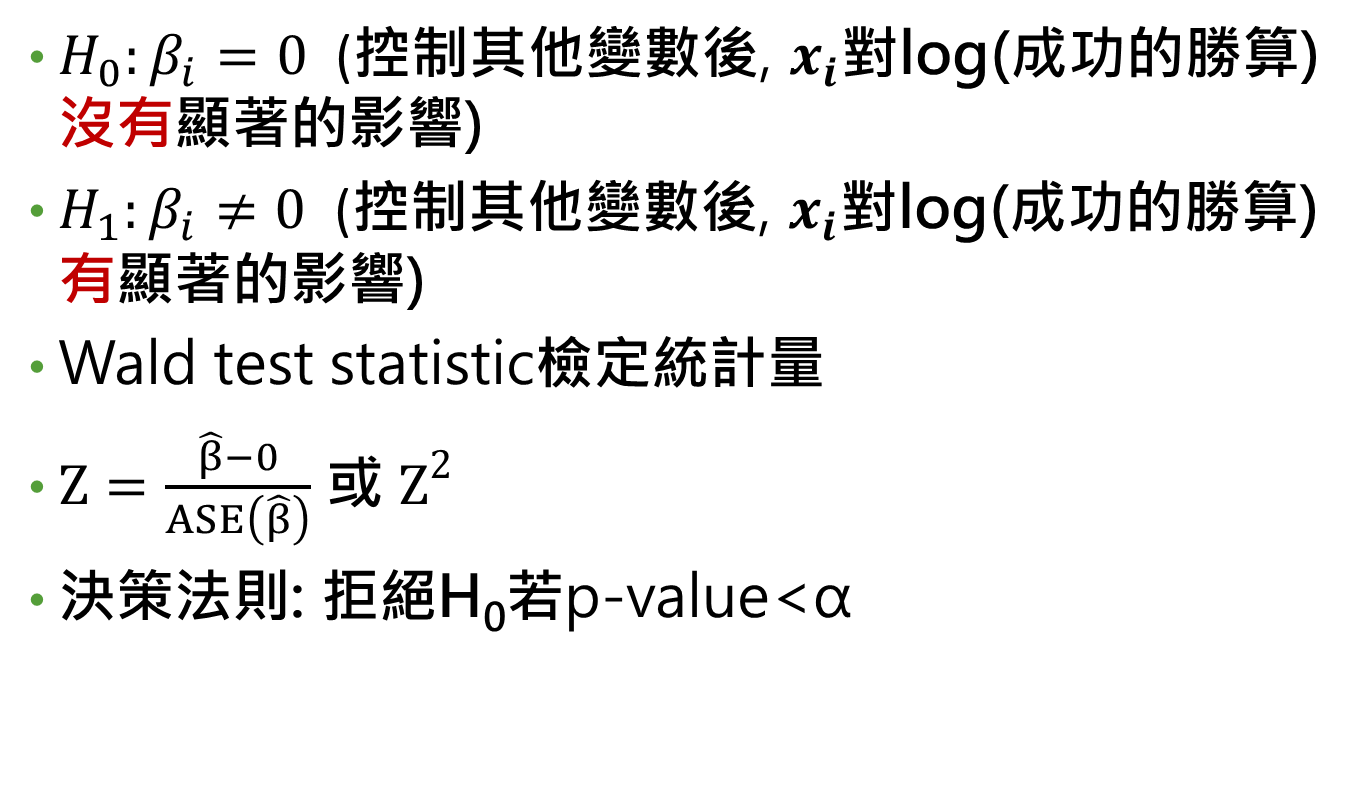 • H₀: βᵢ = 0 (控制其他變數後, xᵢ對log(成功的勝算)
沒有顯著的影響)
• H₁: βᵢ ≠ 0 (控制其他變數後, xᵢ對log(成功的勝算)
有顯著的影響)
• Wald test statistic檢定統計量
• Z = (β̂−0)/(ASE(β̂)) 或 Z²
• 決策法則: 拒絕H₀若p-value<α